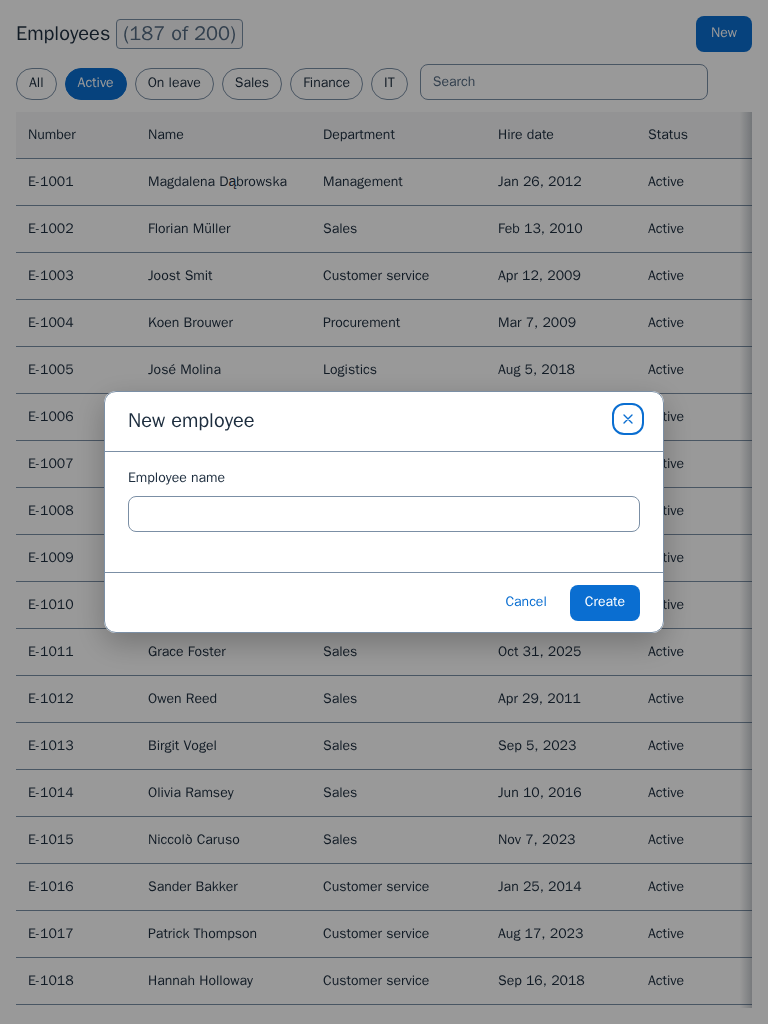 Employees (187 of 200) New
All Active On leave Sales Finance IT Search
Number Name Department Hire date Status
E-1001 Magdalena Dąbrowska Management Jan 26, 2012 Active
E-1002 Florian Müller Sales Feb 13, 2010 Active
E-1003 Joost Smit Customer service Apr 12, 2009 Active
E-1004 Koen Brouwer Procurement Mar 7, 2009 Active
E-1005 José Molina Logistics Aug 5, 2018 Active
E-1006 tive
New employee
E-1007 tive
Employee name
E-1008 tive
E-1009 tive
E-1010 tive
Cancel Create
E-1011 Grace Foster Sales Oct 31, 2025 Active
E-1012 Owen Reed Sales Apr 29, 2011 Active
E-1013 Birgit Vogel Sales Sep 5, 2023 Active
E-1014 Olivia Ramsey Sales Jun 10, 2016 Active
E-1015 Niccolò Caruso Sales Nov 7, 2023 Active
E-1016 Sander Bakker Customer service Jan 25, 2014 Active
E-1017 Patrick Thompson Customer service Aug 17, 2023 Active
E-1018 Hannah Holloway Customer service Sep 16, 2018 Active